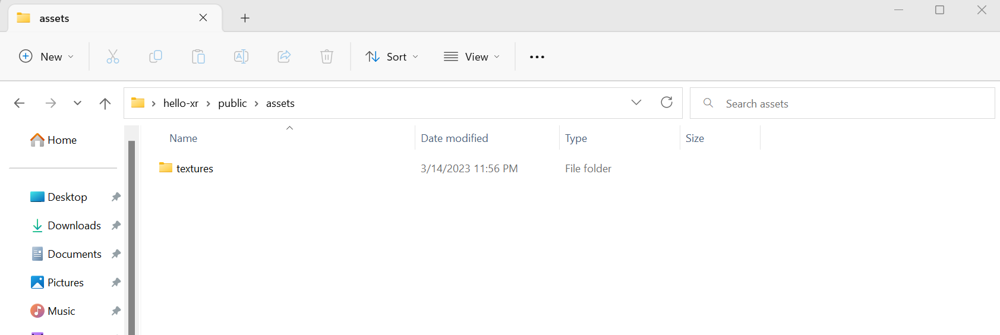 assets
New
Sort
View
hello-xr
public
assets
Search assets
Name
Date modified
Type
Size
textures
3/14/2023 11:56 PM
File folder
Home
Desktop
Downloads
Documents
Pictures
Music